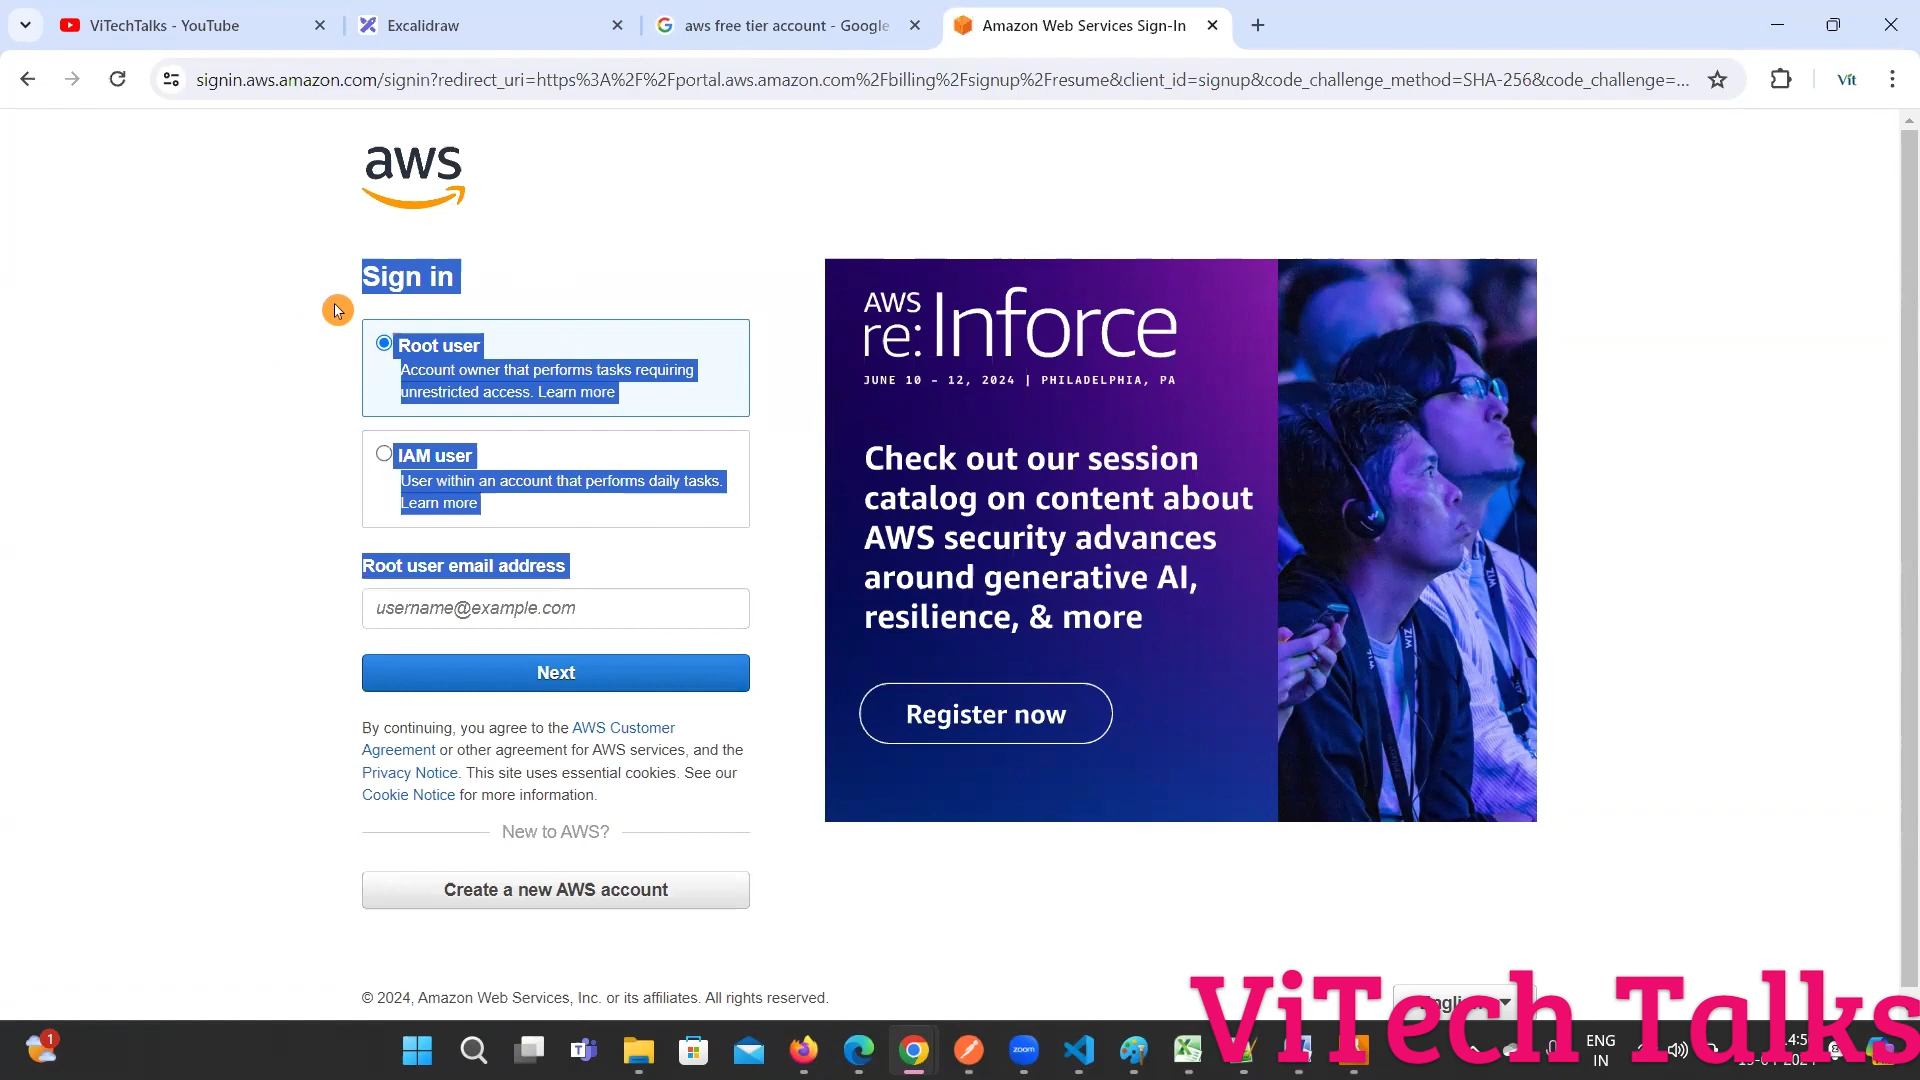 ViTechTalks - YouTube
Excalidraw
aws free tier account - Google
Amazon Web Services Sign-In
signin.aws.amazon.com/signin?redirect_uri=https%3A%2F%2Fportal.aws.amazon.com%2Fbilling%2Fsignup%2Fresume&client_id=signup&code_challenge_method=SHA-256&code_challenge=...
Vit
aws
Sign in
Root user
Account owner that performs tasks requiring
unrestricted access. Learn more
IAM user
User within an account that performs daily tasks.
Learn more
Root user email address
username@example.com
Next
By continuing, you agree to the AWS Customer
Agreement or other agreement for AWS services, and the
Privacy Notice. This site uses essential cookies. See our
Cookie Notice for more information.
New to AWS?
Create a new AWS account
AWS
re:Inforce
JUNE 10 – 12, 2024 | PHILADELPHIA, PA
Check out our session
catalog on content about
AWS security advances
around generative AI,
resilience, & more
Register now
WIZ
WIZ
WIZ
© 2024, Amazon Web Services, Inc. or its affiliates. All rights reserved.
ViTech Talks
1
zoom
ENG
IN